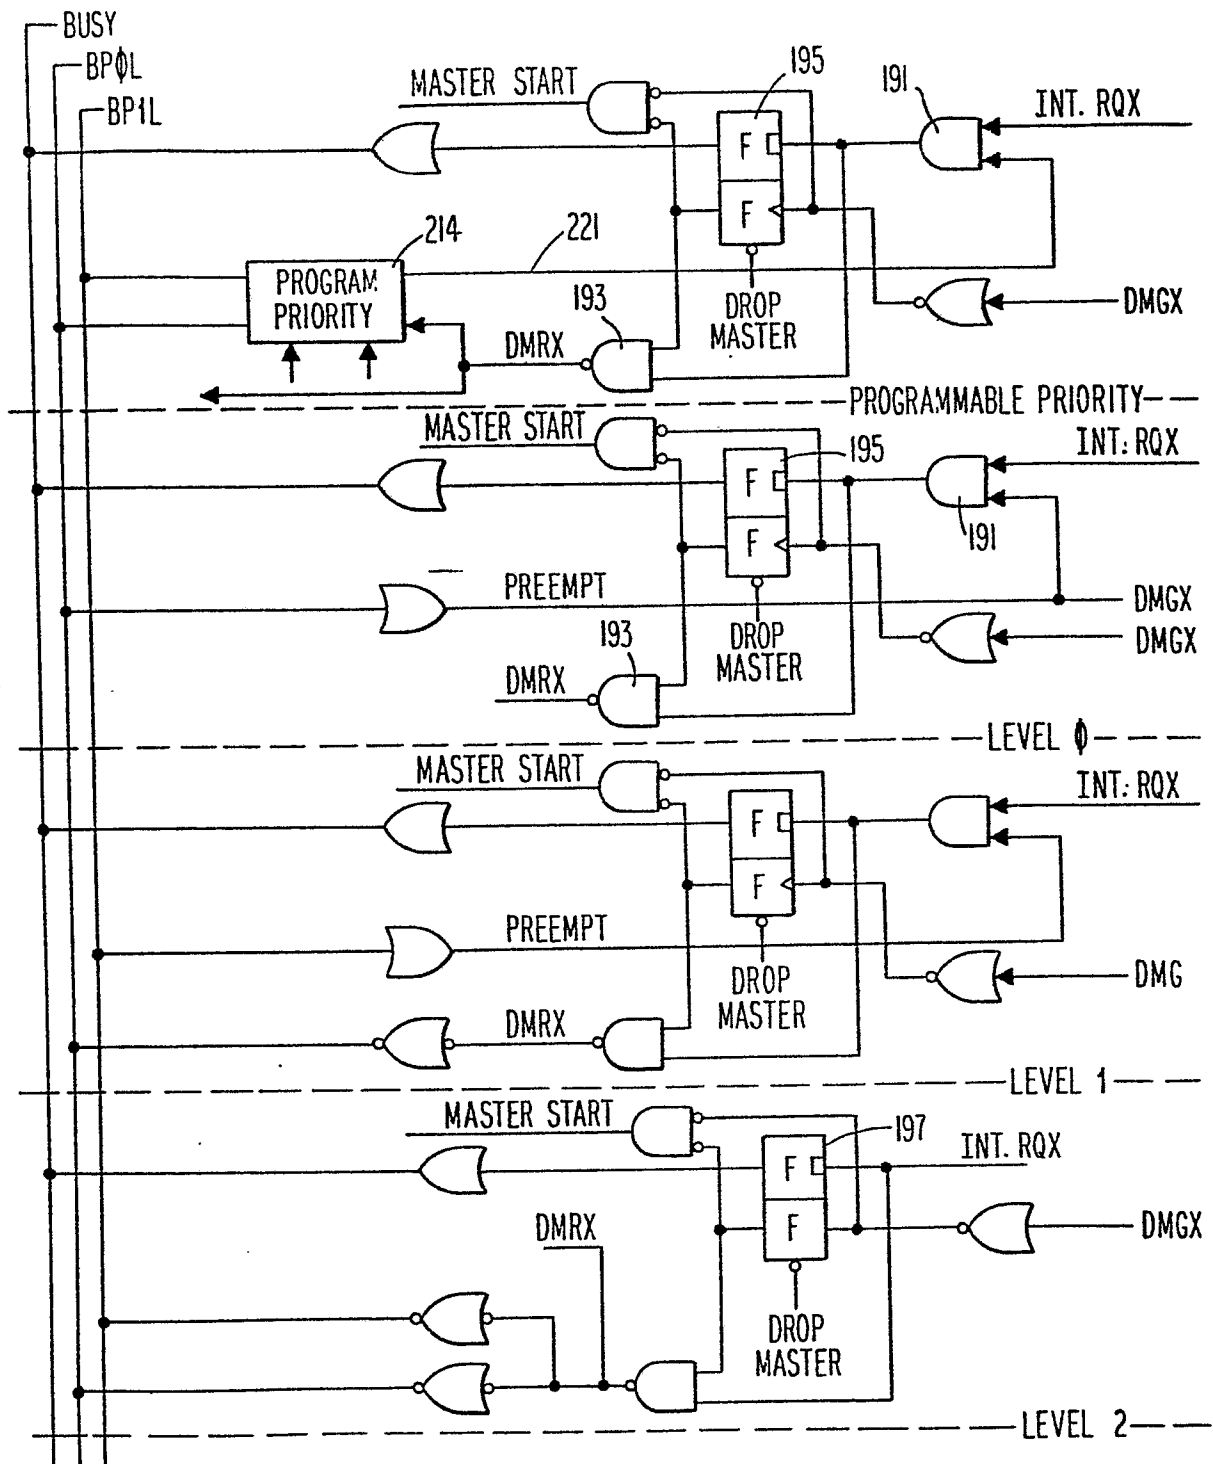 BUSY
BPφL
BP1L
MASTER START
195
191
INT. RQX
F
F
214
221
PROGRAM
PRIORITY
193
DROP
MASTER
DMGX
DMRX
PROGRAMMABLE PRIORITY
MASTER START
195
INT. RQX
F
191
F
PREEMPT
DMGX
DMGX
193
DROP
MASTER
DMRX
LEVEL φ
MASTER START
INT. RQX
F
F
PREEMPT
DROP
MASTER
DMG
DMRX
LEVEL 1
MASTER START
197
INT. RQX
F
F
DMGX
DMRX
DROP
MASTER
LEVEL 2